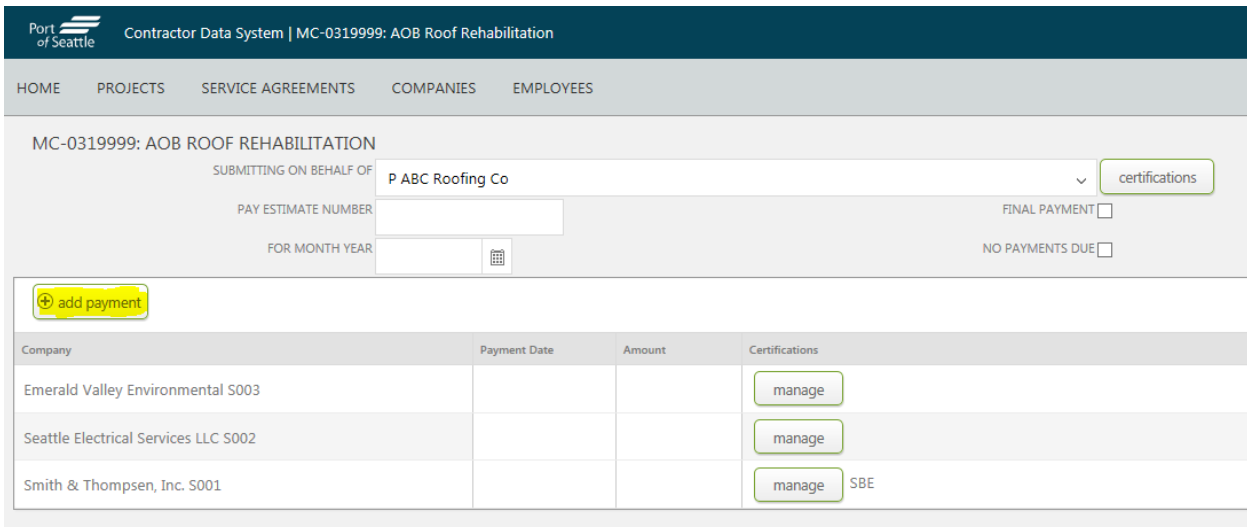 Port of Seattle Contractor Data System | MC-0319999: AOB Roof Rehabilitation
HOME PROJECTS SERVICE AGREEMENTS COMPANIES EMPLOYEES
MC-0319999: AOB ROOF REHABILITATION
SUBMITTING ON BEHALF OF P ABC Roofing Co certifications
PAY ESTIMATE NUMBER FINAL PAYMENT
FOR MONTH YEAR NO PAYMENTS DUE
add payment
Company Payment Date Amount Certifications
Emerald Valley Environmental S003 manage
Seattle Electrical Services LLC S002 manage
Smith & Thompsen, Inc. S001 manage SBE